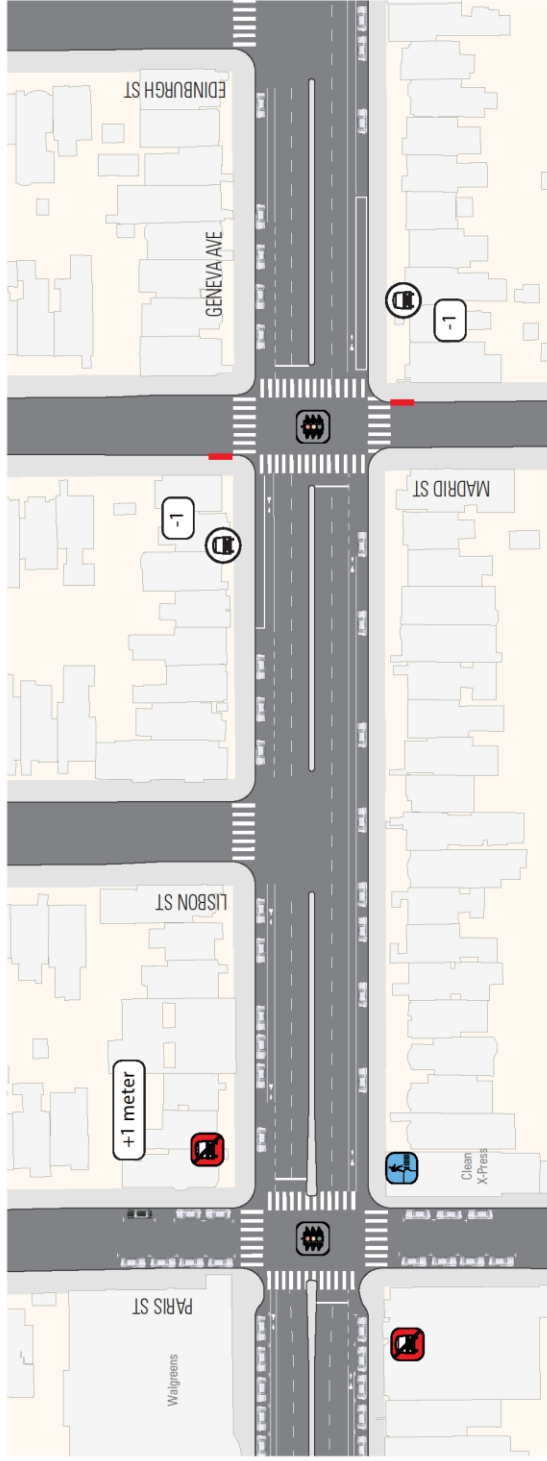 EDINBURGH ST
GENEVA AVE
-1
-1
MADRID ST
LISBON ST
+1 meter
Clean
X-Press
PARIS ST
Walgreens